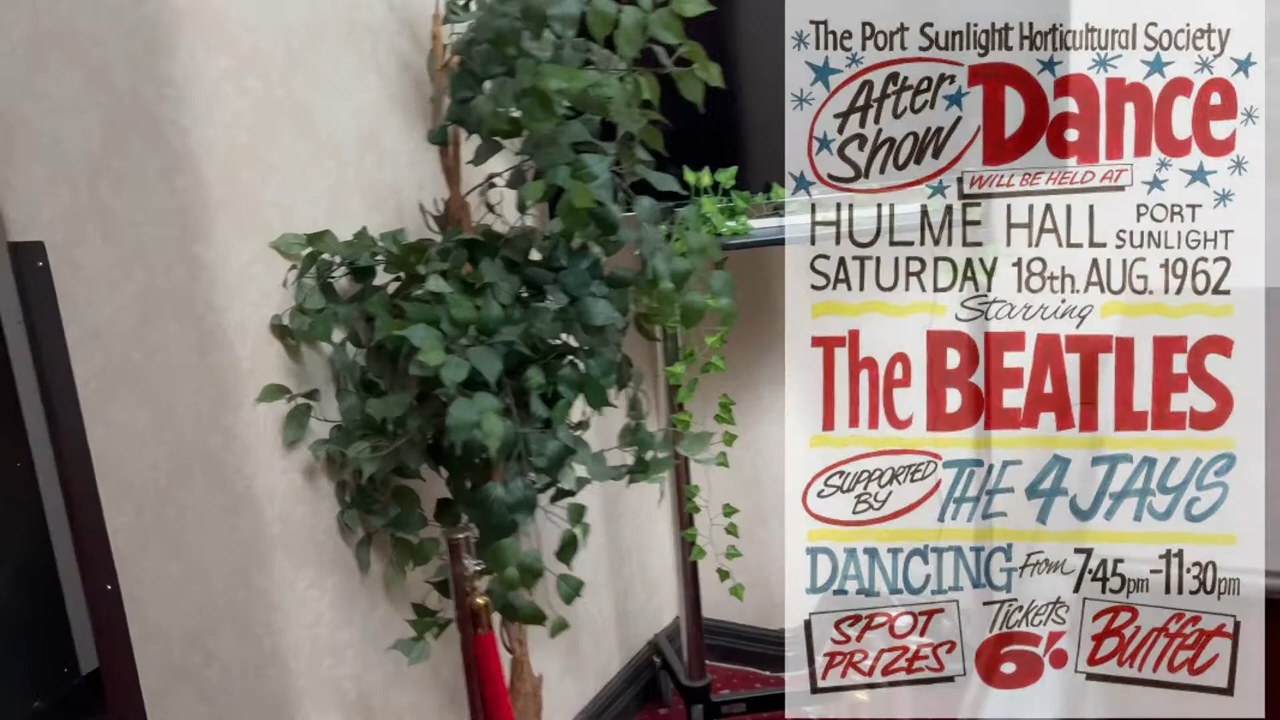 The Port Sunlight Horticultural Society
After Show Dance
WILL BE HELD AT
HULME HALL PORT SUNLIGHT
SATURDAY 18th. AUG. 1962
Starring
The BEATLES
SUPPORTED BY THE 4 JAYS
DANCING From 7·45pm-11·30pm
SPOT PRIZES Tickets 6/- Buffet